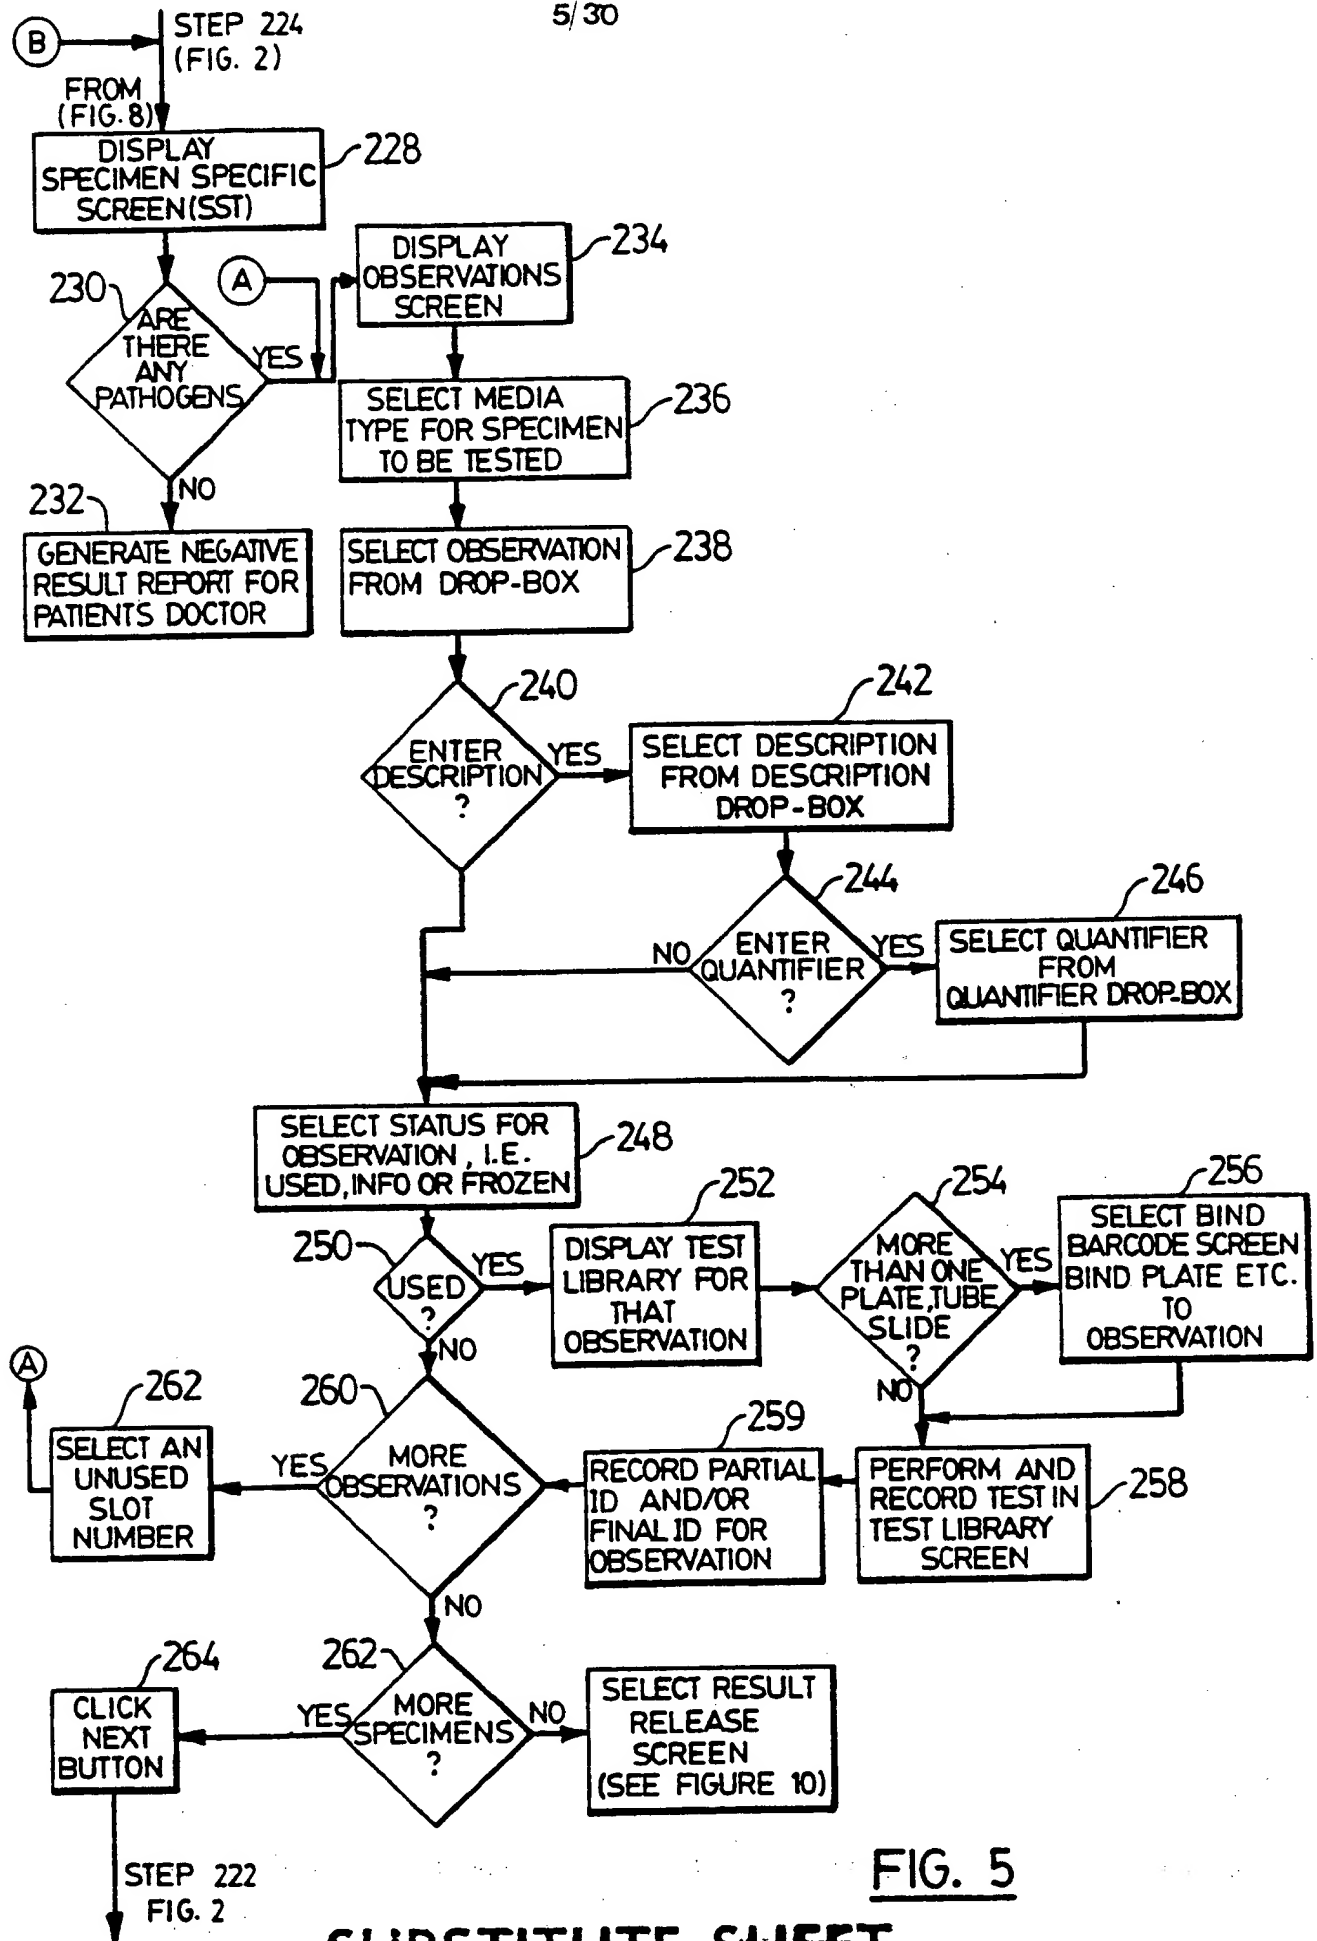 5/30
B
STEP 224
(FIG. 2)
FROM
(FIG. 8)
DISPLAY
SPECIMEN SPECIFIC
SCREEN (SST)
228
230
ARE
THERE
ANY
PATHOGENS
YES
A
NO
232
GENERATE NEGATIVE
RESULT REPORT FOR
PATIENTS DOCTOR
DISPLAY
OBSERVATIONS
SCREEN
234
SELECT MEDIA
TYPE FOR SPECIMEN
TO BE TESTED
236
SELECT OBSERVATION
FROM DROP-BOX
238
240
ENTER
DESCRIPTION
?
YES
242
SELECT DESCRIPTION
FROM DESCRIPTION
DROP-BOX
244
ENTER
QUANTIFIER
?
NO
YES
246
SELECT QUANTIFIER
FROM
QUANTIFIER DROP-BOX
SELECT STATUS FOR
OBSERVATION, I.E.
USED, INFO OR FROZEN
248
250
USED
?
YES
NO
252
DISPLAY TEST
LIBRARY FOR
THAT
OBSERVATION
254
MORE
THAN ONE
PLATE, TUBE
SLIDE
?
YES
NO
256
SELECT BIND
BARCODE SCREEN
BIND PLATE ETC.
TO
OBSERVATION
PERFORM AND
RECORD TEST IN
TEST LIBRARY
SCREEN
258
259
RECORD PARTIAL
ID AND/OR
FINAL ID FOR
OBSERVATION
260
MORE
OBSERVATIONS
?
YES
NO
A
262
SELECT AN
UNUSED
SLOT
NUMBER
262
MORE
SPECIMENS
?
YES
NO
264
CLICK
NEXT
BUTTON
SELECT RESULT
RELEASE
SCREEN
(SEE FIGURE 10)
STEP 222
FIG. 2
FIG. 5
SUBSTITUTE SHEET